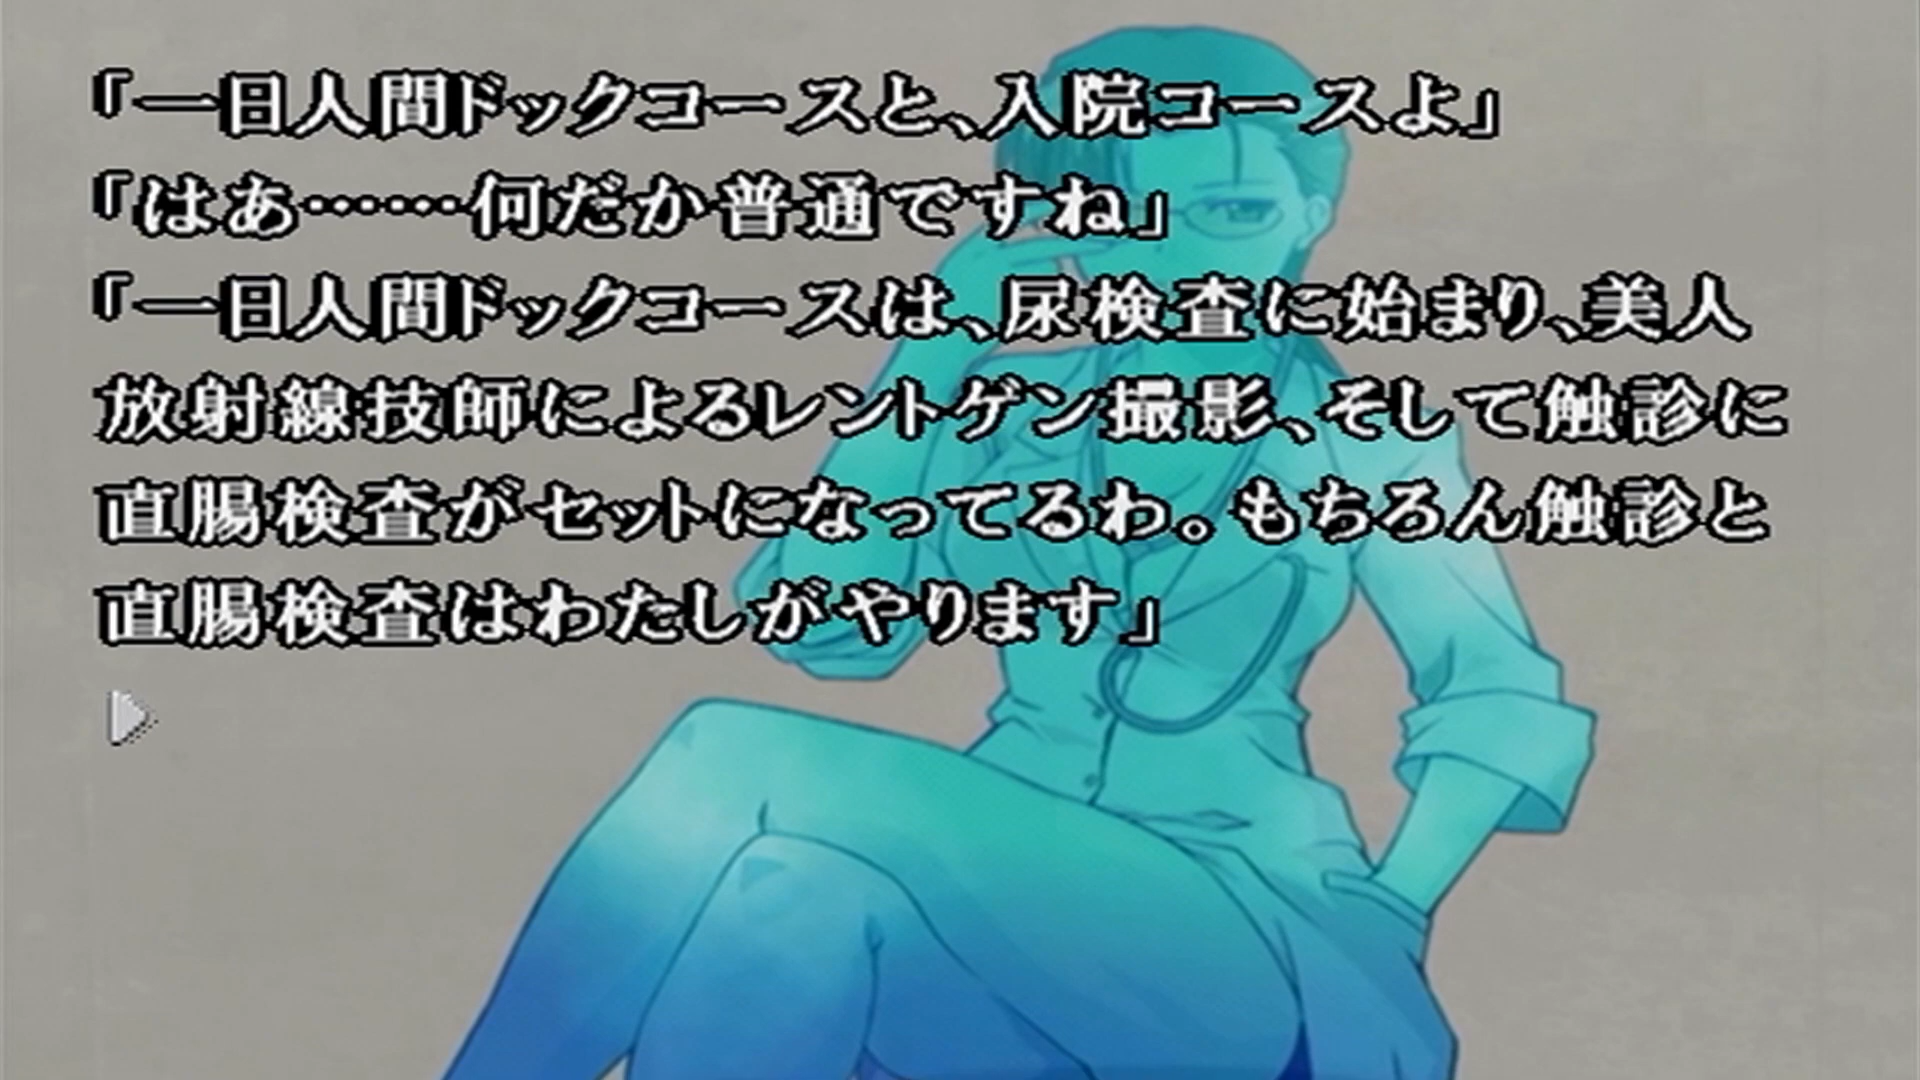 「一日人間ドックコースと、入院コースよ」
「はあ……何だか普通ですね」
「一日人間ドックコースは、尿検査に始まり、美人
放射線技師によるレントゲン撮影、そして触診に
直腸検査がセットになってるわ。もちろん触診と
直腸検査はわたしがやります」